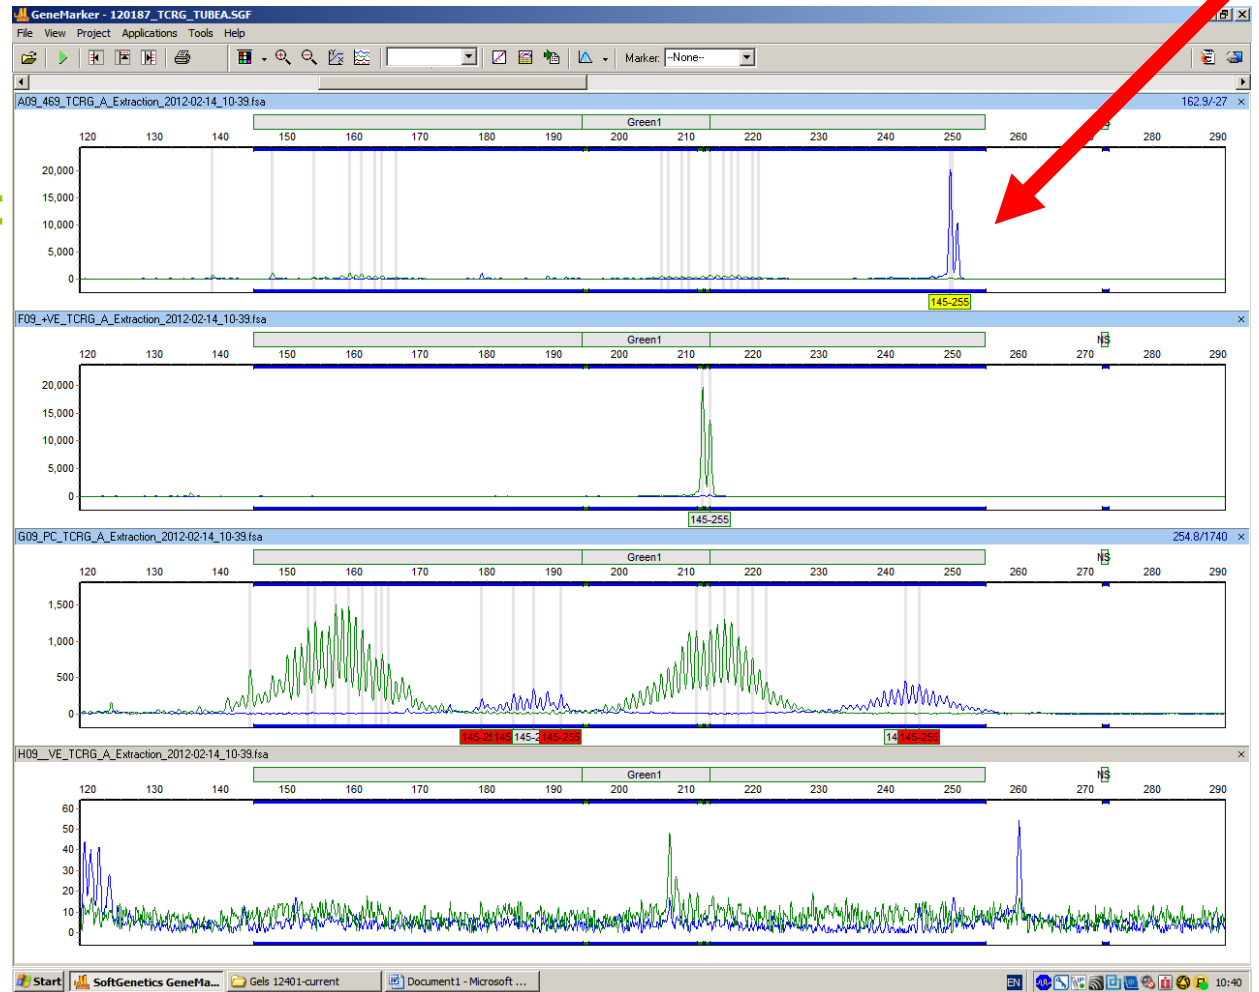 GeneMarker - 120187_TCRG_TUBEA.SGF
File View Project Applications Tools Help
Marker: --None--
A09_469_TCRG_A_Extraction_2012-02-14_10-39.fsa 162.9/-27 ×
Green1
120 130 140 150 160 170 180 190 200 210 220 230 240 250 260 270 280 290
20,000
15,000
10,000
5,000
0
145-255
F09_+VE_TCRG_A_Extraction_2012-02-14_10-39.fsa ×
Green1 NS
120 130 140 150 160 170 180 190 200 210 220 230 240 250 260 270 280 290
20,000
15,000
10,000
5,000
0
145-255
G09_PC_TCRG_A_Extraction_2012-02-14_10-39.fsa 254.8/1740 ×
Green1 NS
120 130 140 150 160 170 180 190 200 210 220 230 240 250 260 270 280 290
1,500
1,000
500
0
145-25 145 145-2 145-255 14 145-255
H09__VE_TCRG_A_Extraction_2012-02-14_10-39.fsa ×
Green1 NS
120 130 140 150 160 170 180 190 200 210 220 230 240 250 260 270 280 290
60
50
40
30
20
10
0
Start SoftGenetics GeneMa... Gels 12401-current Document1 - Microsoft ... EN 10:40